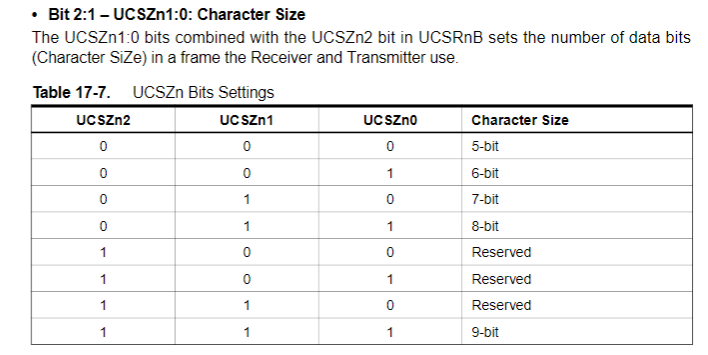 • Bit 2:1 – UCSZn1:0: Character Size
The UCSZn1:0 bits combined with the UCSZn2 bit in UCSRnB sets the number of data bits
(Character SiZe) in a frame the Receiver and Transmitter use.
Table 17-7. UCSZn Bits Settings
UCSZn2 UCSZn1 UCSZn0 Character Size
0 0 0 5-bit
0 0 1 6-bit
0 1 0 7-bit
0 1 1 8-bit
1 0 0 Reserved
1 0 1 Reserved
1 1 0 Reserved
1 1 1 9-bit